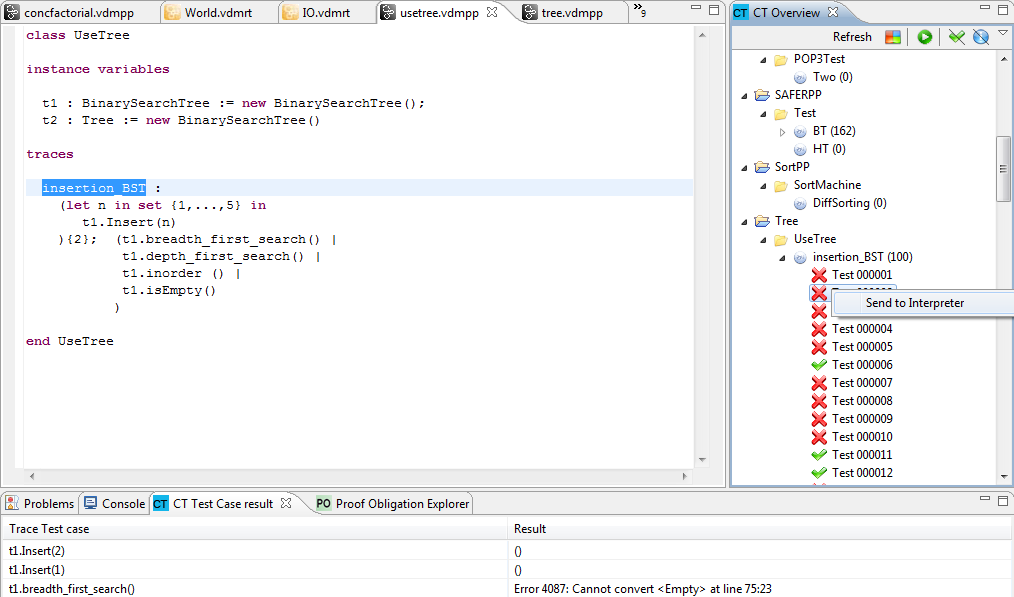 concfactorial.vdmpp World.vdmrt IO.vdmrt usetree.vdmpp tree.vdmpp »9
class UseTree
instance variables
t1 : BinarySearchTree := new BinarySearchTree();
t2 : Tree := new BinarySearchTree()
traces
insertion_BST :
(let n in set {1,...,5} in
t1.Insert(n)
){2}; (t1.breadth_first_search() |
t1.depth_first_search() |
t1.inorder () |
t1.isEmpty()
)
end UseTree
CT CT Overview
Refresh
POP3Test
Two (0)
SAFERPP
Test
BT (162)
HT (0)
SortPP
SortMachine
DiffSorting (0)
Tree
UseTree
insertion_BST (100)
Test 000001
Send to Interpreter
Test 000004
Test 000005
Test 000006
Test 000007
Test 000008
Test 000009
Test 000010
Test 000011
Test 000012
Problems Console CT CT Test Case result PO Proof Obligation Explorer
Trace Test case Result
t1.Insert(2) ()
t1.Insert(1) ()
t1.breadth_first_search() Error 4087: Cannot convert <Empty> at line 75:23